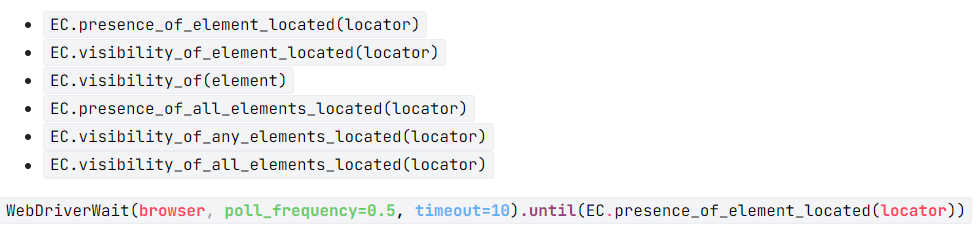 EC.presence_of_element_located(locator)
EC.visibility_of_element_located(locator)
EC.visibility_of(element)
EC.presence_of_all_elements_located(locator)
EC.visibility_of_any_elements_located(locator)
EC.visibility_of_all_elements_located(locator)
WebDriverWait(browser, poll_frequency=0.5, timeout=10).until(EC.presence_of_element_located(locator))